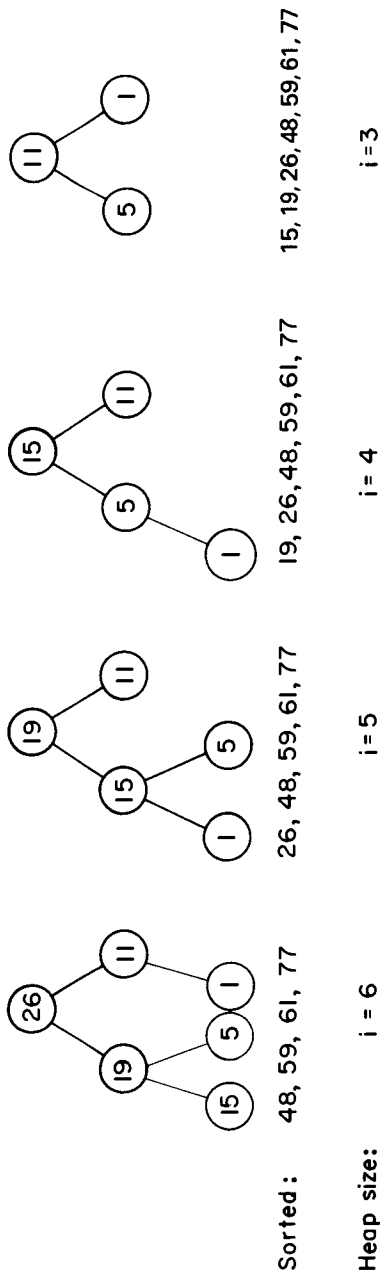 26 19 15 11
19 11 15 11 5 11 5 1
15 5 1 1 5 1
Sorted: 48, 59, 61, 77 26, 48, 59, 61, 77 19, 26, 48, 59, 61, 77 15, 19, 26, 48, 59, 61, 77
Heap size: i = 6 i = 5 i = 4 i = 3